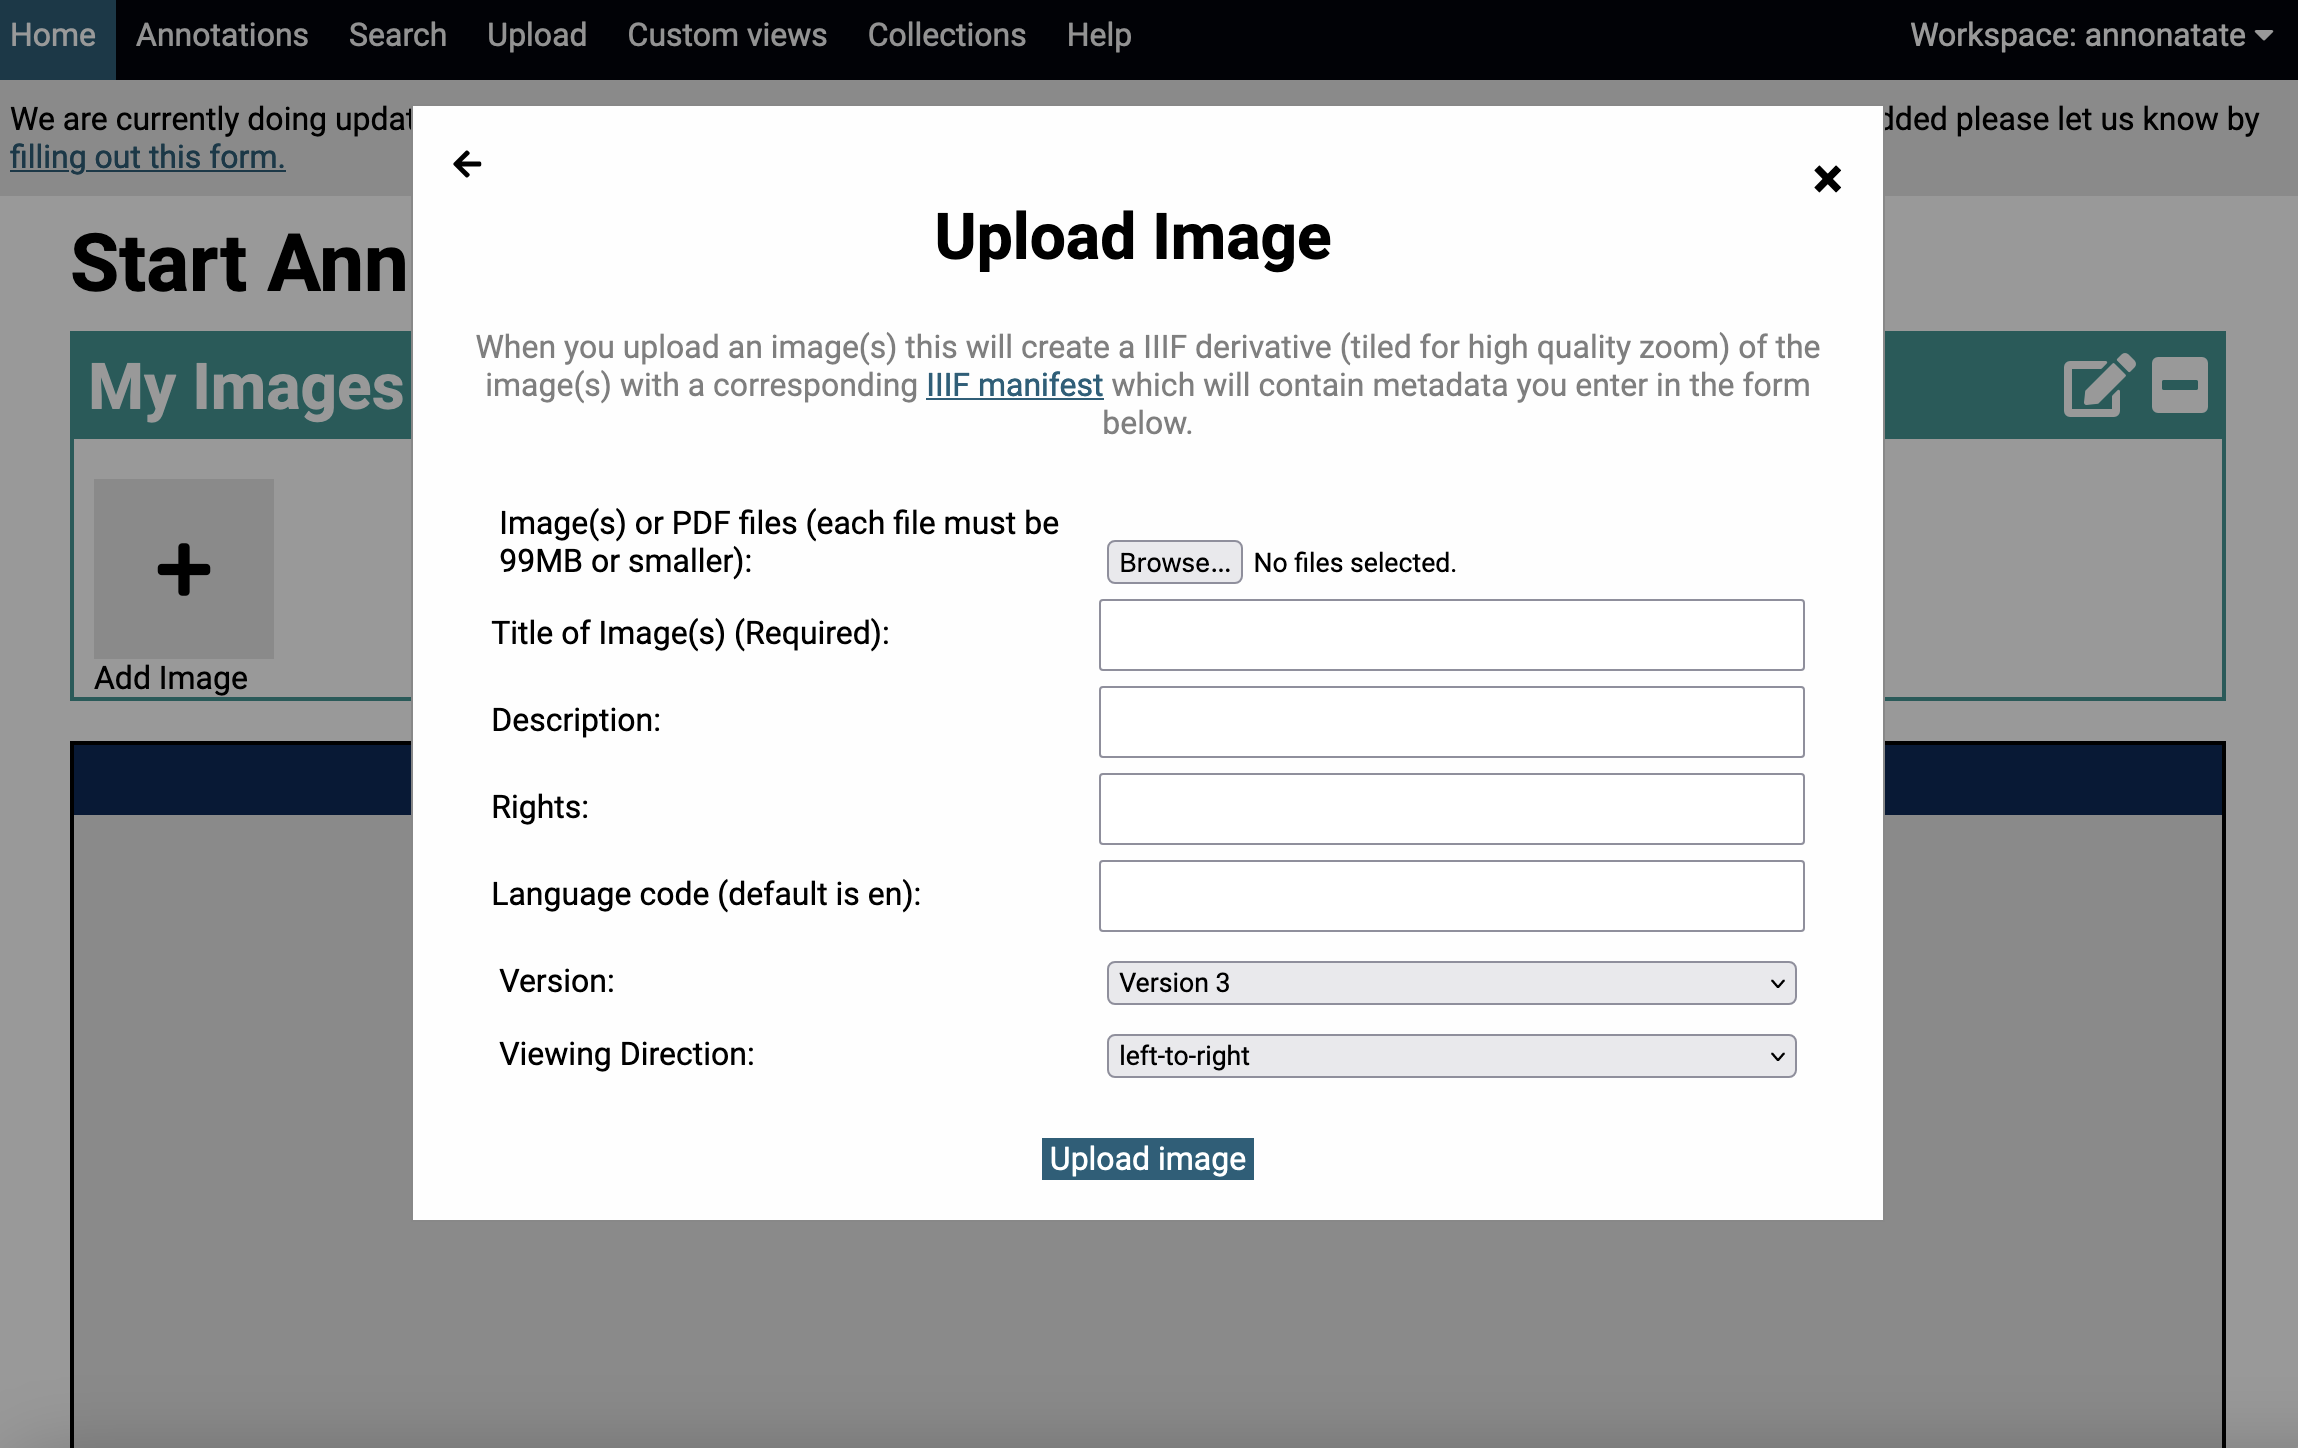 Home Annotations Search Upload Custom views Collections Help Workspace: annonatate
We are currently doing dded please let us know by
filling out this form.
Upload Image
Start
My Images
When you upload an image(s) this will create a IIIF derivative (tiled for high quality zoom) of the
image(s) with a corresponding IIIF manifest which will contain metadata you enter in the form
below.
Image(s) or PDF files (each file must be
99MB or smaller):
Browse... No files selected.
Title of Image(s) (Required):
Add Image
Description:
Rights:
Language code (default is en):
Version: Version 3
Viewing Direction: left-to-right
Upload image